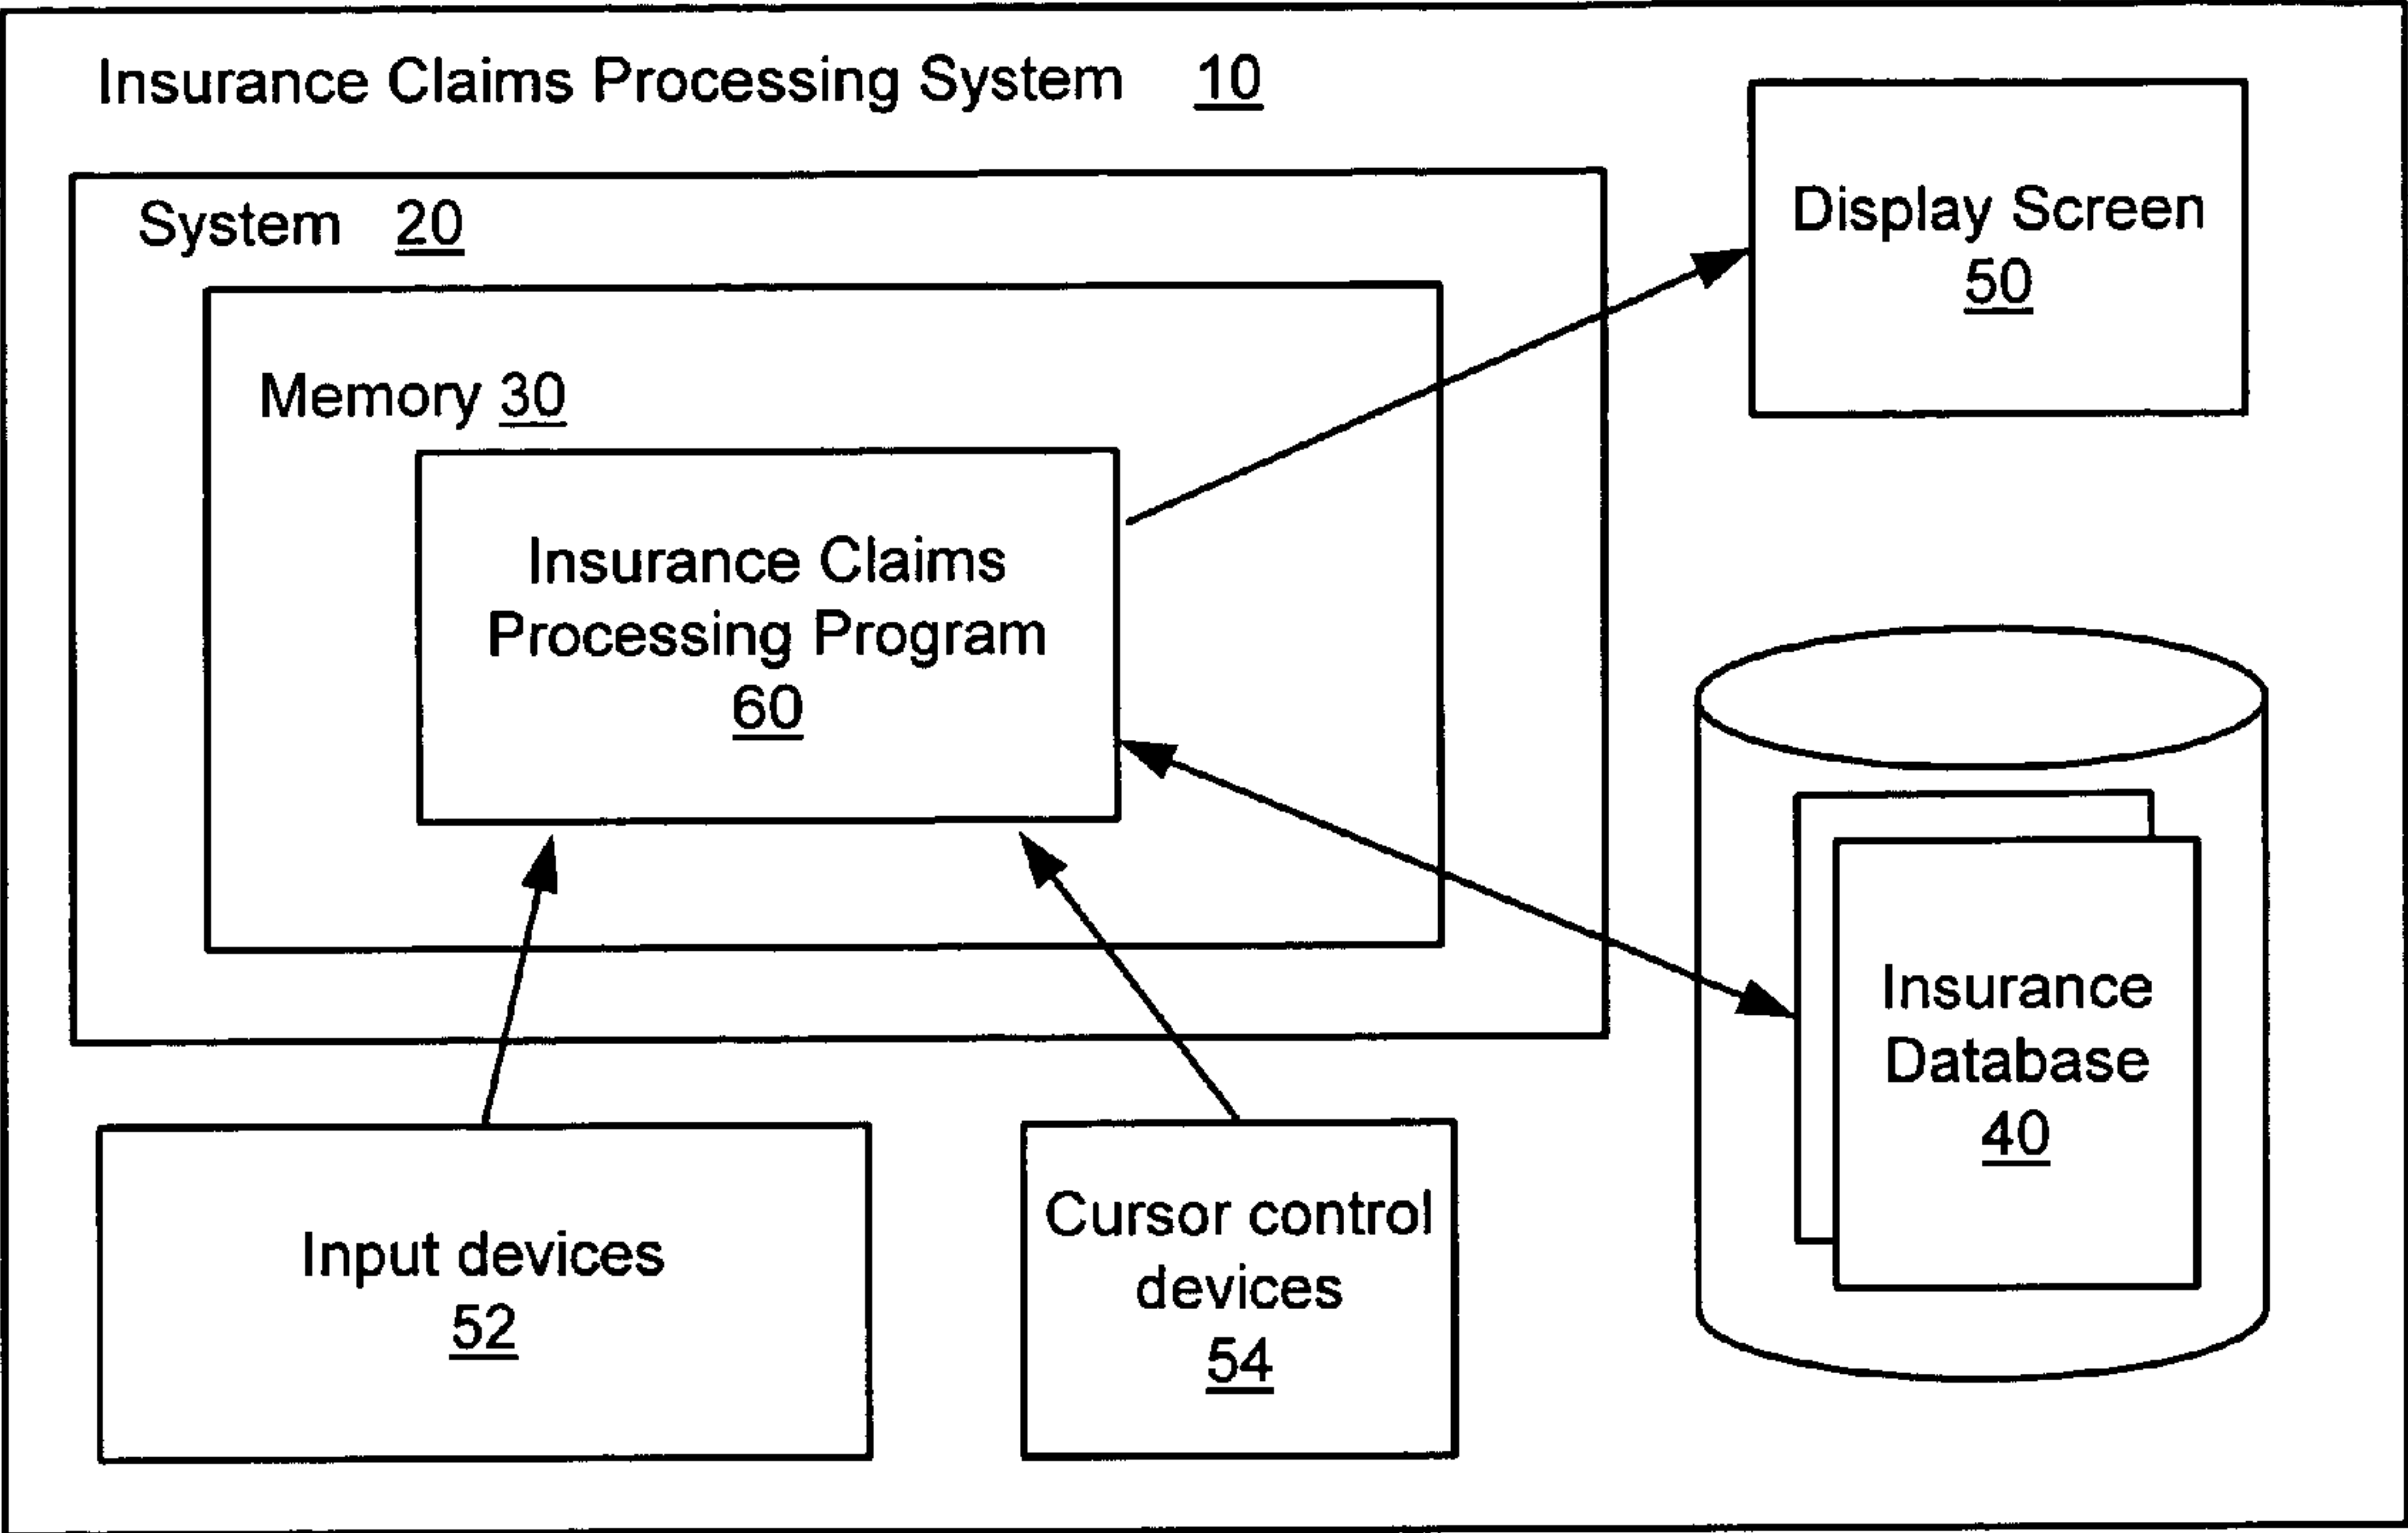 Insurance Claims Processing System 10
System 20
Memory 30
Insurance Claims
Processing Program
60
Display Screen
50
Insurance
Database
40
Input devices
52
Cursor control
devices
54